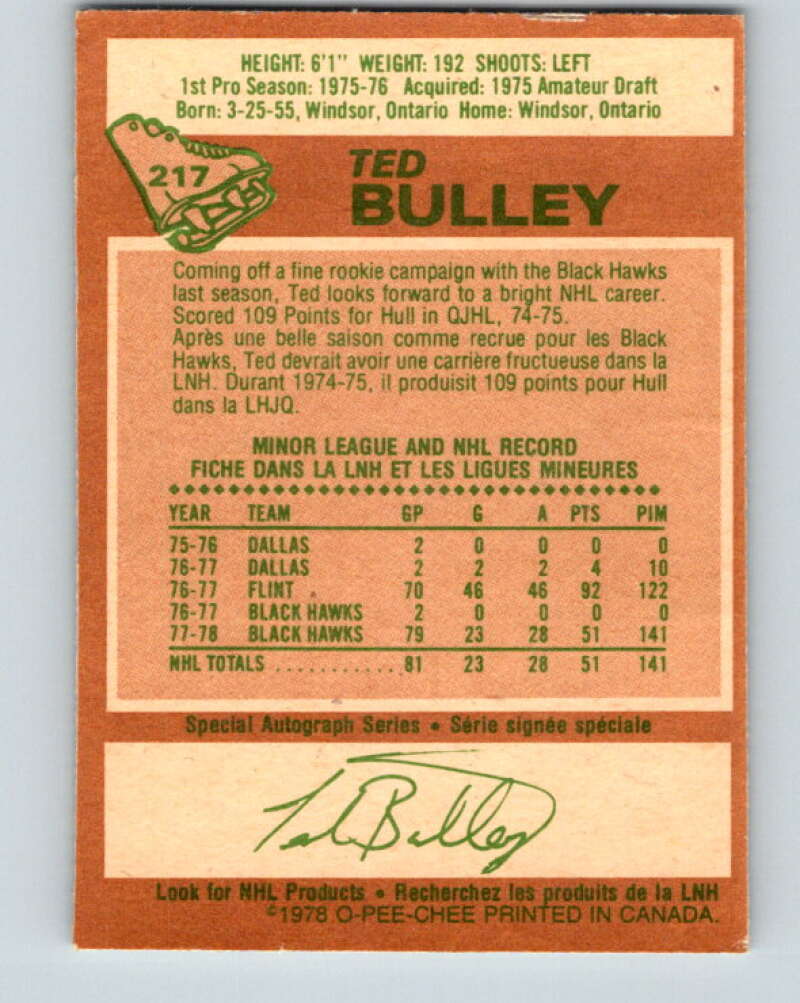 HEIGHT: 6'1" WEIGHT: 192 SHOOTS: LEFT
1st Pro Season: 1975-76 Acquired: 1975 Amateur Draft
Born: 3-25-55, Windsor, Ontario Home: Windsor, Ontario
217
TED
BULLEY
Coming off a fine rookie campaign with the Black Hawks
last season, Ted looks forward to a bright NHL career.
Scored 109 Points for Hull in QJHL, 74-75.
Après une belle saison comme recrue pour les Black
Hawks, Ted devrait avoir une carrière fructueuse dans la
LNH. Durant 1974-75, il produisit 109 points pour Hull
dans la LHJQ.
MINOR LEAGUE AND NHL RECORD
FICHE DANS LA LNH ET LES LIGUES MINEURES
YEAR TEAM GP G A PTS PIM
75-76 DALLAS 2 0 0 0 0
76-77 DALLAS 2 2 2 4 10
76-77 FLINT 70 46 46 92 122
76-77 BLACK HAWKS 2 0 0 0 0
77-78 BLACK HAWKS 79 23 28 51 141
NHL TOTALS ............ 81 23 28 51 141
Special Autograph Series • Série signée spéciale
Ted Bulley
Look for NHL Products • Recherchez les produits de la LNH
©1978 O-PEE-CHEE PRINTED IN CANADA.